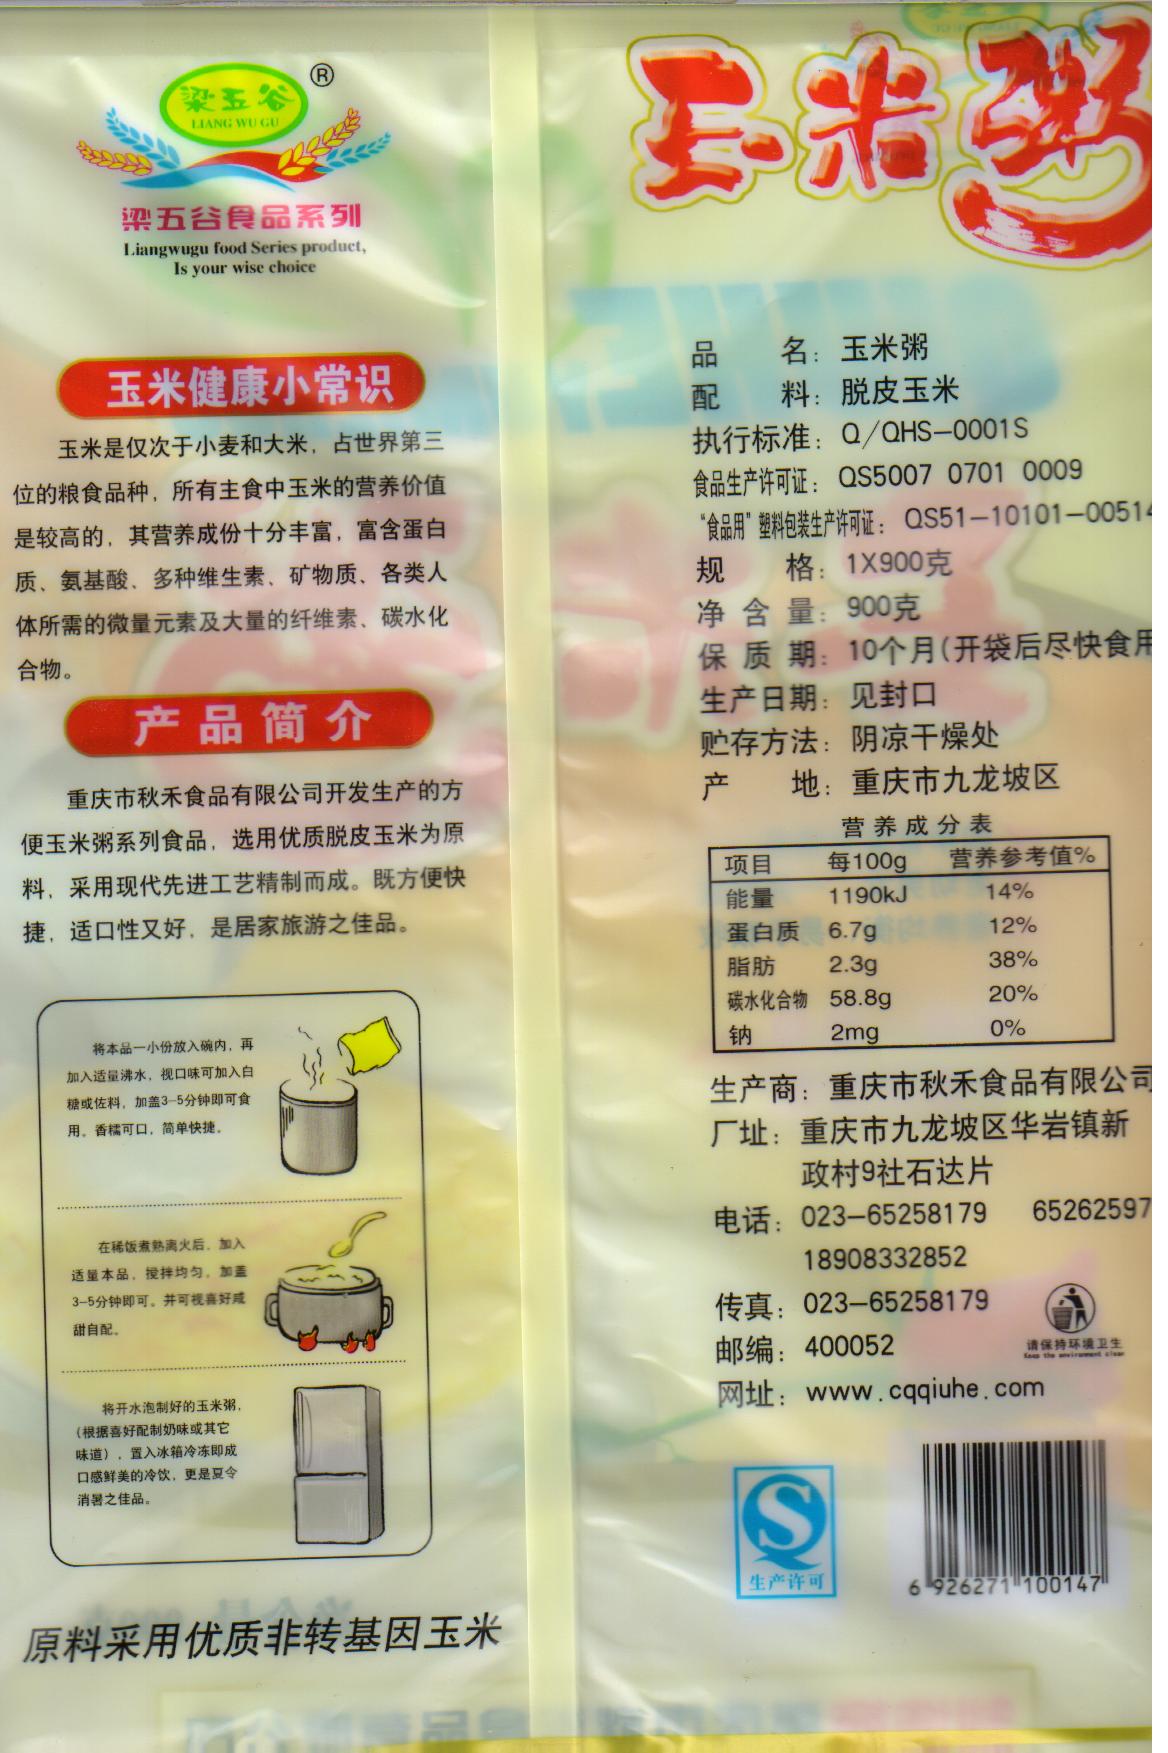 梁五谷
LIANG WU GU
®
梁五谷食品系列
Liangwugu food Series product,
Is your wise choice
玉米健康小常识
玉米是仅次于小麦和大米，占世界第三
位的粮食品种，所有主食中玉米的营养价值
是较高的，其营养成份十分丰富，富含蛋白
质、氨基酸、多种维生素、矿物质、各类人
体所需的微量元素及大量的纤维素、碳水化
合物。
产品简介
重庆市秋禾食品有限公司开发生产的方
便玉米粥系列食品，选用优质脱皮玉米为原
料，采用现代先进工艺精制而成。既方便快
捷，适口性又好，是居家旅游之佳品。
将本品一小份放入碗内，再
加入适量沸水，视口味可加入白
糖或佐料，加盖3-5分钟即可食
用。香糯可口，简单快捷。
在稀饭煮熟离火后，加入
适量本品，搅拌均匀，加盖
3-5分钟即可。并可视喜好咸
甜自配。
将开水泡制好的玉米粥，
（根据喜好配制奶味或其它
味道），置入冰箱冷冻即成
口感鲜美的冷饮，更是夏令
消暑之佳品。
原料采用优质非转基因玉米
玉米粥
品名：玉米粥
配料：脱皮玉米
执行标准：Q/QHS-0001S
食品生产许可证：QS5007 0701 0009
“食品用”塑料包装生产许可证：QS51-10101-00514
规格：1X900克
净含量：900克
保质期：10个月(开袋后尽快食用
生产日期：见封口
贮存方法：阴凉干燥处
产地：重庆市九龙坡区
营养成分表
项目 每100g 营养参考值%
能量 1190kJ 14%
蛋白质 6.7g 12%
脂肪 2.3g 38%
碳水化合物 58.8g 20%
钠 2mg 0%
生产商：重庆市秋禾食品有限公司
厂址：重庆市九龙坡区华岩镇新
政村9社石达片
电话：023-65258179 65262597
18908332852
传真：023-65258179
邮编：400052
网址：www.cqqiuhe.com
请保持环境卫生
Keep the environment clean
生产许可
6 926271 100147